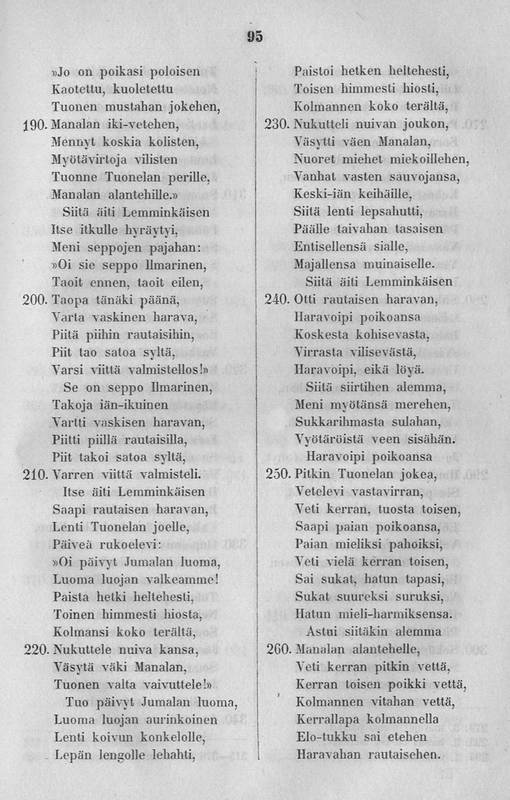 95
»Jo on poikasi poloisen
Kaotettu, kuoletettu
Tuonen mustahan jokehen,
190. Manalan iki-vetehen,
Mennyt koskia kolisten,
Myötävirtoja vilisten
Tuonne Tuonelan perille,
Manalan alantehille.»
Siitä äiti Lemminkäisen
Itse itkulle hyräytyi,
Meni seppojen pajahan:
»Oi sie seppo Ilmarinen,
Taoit ennen, taoit eilen,
200. Taopa tänäki päänä,
Varta vaskinen harava,
Piitä piihin rautaisihin,
Piit tao satoa syltä,
Varsi viittä valmistellos!»
Se on seppo Ilmarinen,
Takoja iän-ikuinen
Vartti vaskisen haravan,
Piitti piillä rautaisilla,
Piit takoi satoa syltä,
210. Varren viittä valmisteli.
Itse äiti Lemminkäisen
Saapi rautaisen haravan,
Lenti Tuonelan joelle,
Päiveä rukoelevi:
»Oi päivyt Jumalan luoma,
Luoma luojan valkeamme!
Paista hetki heltehesti,
Toinen himmesti hiosta,
Kolmansi koko terältä,
220. Nukuttele nuiva kansa,
Väsytä väki Manalan,
Tuonen valta vaivuttele!»
Tuo päivyt Jumalan luoma,
Luoma luojan aurinkoinen
Lenti koivun konkelolle,
Lepän lengolle lehahti,
Paistoi hetken heltehesti,
Toisen himmesti hiosti,
Kolmannen koko terältä,
230. Nukutteli nuivan joukon,
Väsytti väen Manalan,
Nuoret miehet miekoillehen,
Vanhat vasten sauvojansa,
Keski-iän keihäille,
Siitä lenti lepsahutti,
Päälle taivahan tasaisen
Entisellensä sialle,
Majallensa muinaiselle.
Siitä äiti Lemminkäisen
240. Otti rautaisen haravan,
Haravoipi poikoansa
Koskesta kohisevasta,
Virrasta vilisevästä,
Haravoipi, eikä löyä.
Siitä siirtihen alemma,
Meni myötänsä merehen,
Sukkarihmasta sulahan,
Vyötäröistä veen sisähän.
Haravoipi poikoansa
250. Pitkin Tuonelan jokea,
Vetelevi vastavirran,
Veti kerran, tuosta toisen,
Saapi paian poikoansa,
Paian mieliksi pahoiksi,
Veti vielä kerran toisen,
Sai sukat, hatun tapasi,
Sukat suureksi suruksi,
Hatun mieli-harmiksensa.
Astui siitäkin alemma
260. Manalan alantehelle,
Veti kerran pitkin vettä,
Kerran toisen poikki vettä,
Kolmannen vitahan vettä,
Kerrallapa kolmannella
Elo-tukku sai etehen
Haravahan rautaisehen.